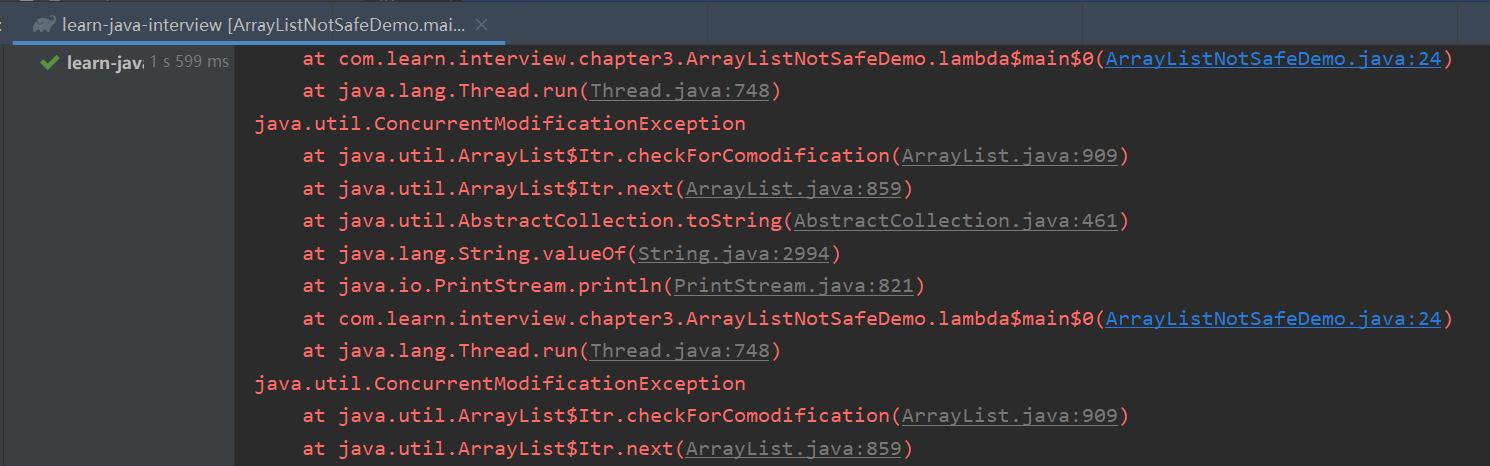 learn-java-interview [ArrayListNotSafeDemo.mai...
learn-jav 1 s 599 ms
at com.learn.interview.chapter3.ArrayListNotSafeDemo.lambda$main$0(ArrayListNotSafeDemo.java:24)
at java.lang.Thread.run(Thread.java:748)
java.util.ConcurrentModificationException
at java.util.ArrayList$Itr.checkForComodification(ArrayList.java:909)
at java.util.ArrayList$Itr.next(ArrayList.java:859)
at java.util.AbstractCollection.toString(AbstractCollection.java:461)
at java.lang.String.valueOf(String.java:2994)
at java.io.PrintStream.println(PrintStream.java:821)
at com.learn.interview.chapter3.ArrayListNotSafeDemo.lambda$main$0(ArrayListNotSafeDemo.java:24)
at java.lang.Thread.run(Thread.java:748)
java.util.ConcurrentModificationException
at java.util.ArrayList$Itr.checkForComodification(ArrayList.java:909)
at java.util.ArrayList$Itr.next(ArrayList.java:859)